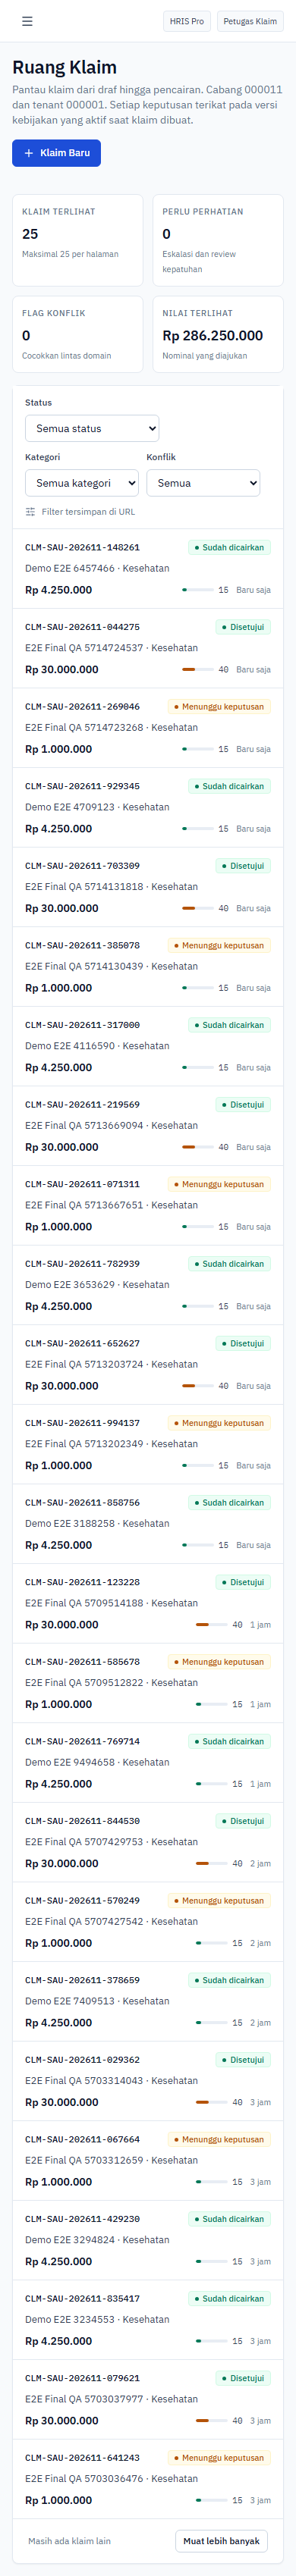 HRIS Pro
Petugas Klaim
Ruang Klaim
Pantau klaim dari draf hingga pencairan. Cabang 000011
dan tenant 000001. Setiap keputusan terikat pada versi
kebijakan yang aktif saat klaim dibuat.
+ Klaim Baru
KLAIM TERLIHAT
25
Maksimal 25 per halaman
PERLU PERHATIAN
0
Eskalasi dan review
kepatuhan
FLAG KONFLIK
0
Cocokkan lintas domain
NILAI TERLIHAT
Rp 286.250.000
Nominal yang diajukan
Status
Semua status
Kategori
Konflik
Semua kategori
Semua
Filter tersimpan di URL
CLM-SAU-202611-148261 Sudah dicairkan
Demo E2E 6457466 · Kesehatan
Rp 4.250.000 15 Baru saja
CLM-SAU-202611-044275 Disetujui
E2E Final QA 5714724537 · Kesehatan
Rp 30.000.000 40 Baru saja
CLM-SAU-202611-269046 Menunggu keputusan
E2E Final QA 5714723268 · Kesehatan
Rp 1.000.000 15 Baru saja
CLM-SAU-202611-929345 Sudah dicairkan
Demo E2E 4709123 · Kesehatan
Rp 4.250.000 15 Baru saja
CLM-SAU-202611-703309 Disetujui
E2E Final QA 5714131818 · Kesehatan
Rp 30.000.000 40 Baru saja
CLM-SAU-202611-385078 Menunggu keputusan
E2E Final QA 5714130439 · Kesehatan
Rp 1.000.000 15 Baru saja
CLM-SAU-202611-317000 Sudah dicairkan
Demo E2E 4116590 · Kesehatan
Rp 4.250.000 15 Baru saja
CLM-SAU-202611-219569 Disetujui
E2E Final QA 5713669094 · Kesehatan
Rp 30.000.000 40 Baru saja
CLM-SAU-202611-071311 Menunggu keputusan
E2E Final QA 5713667651 · Kesehatan
Rp 1.000.000 15 Baru saja
CLM-SAU-202611-782939 Sudah dicairkan
Demo E2E 3653629 · Kesehatan
Rp 4.250.000 15 Baru saja
CLM-SAU-202611-652627 Disetujui
E2E Final QA 5713203724 · Kesehatan
Rp 30.000.000 40 Baru saja
CLM-SAU-202611-994137 Menunggu keputusan
E2E Final QA 5713202349 · Kesehatan
Rp 1.000.000 15 Baru saja
CLM-SAU-202611-858756 Sudah dicairkan
Demo E2E 3188258 · Kesehatan
Rp 4.250.000 15 Baru saja
CLM-SAU-202611-123228 Disetujui
E2E Final QA 5709514188 · Kesehatan
Rp 30.000.000 40 1 jam
CLM-SAU-202611-585678 Menunggu keputusan
E2E Final QA 5709512822 · Kesehatan
Rp 1.000.000 15 1 jam
CLM-SAU-202611-769714 Sudah dicairkan
Demo E2E 9494658 · Kesehatan
Rp 4.250.000 15 1 jam
CLM-SAU-202611-844530 Disetujui
E2E Final QA 5707429753 · Kesehatan
Rp 30.000.000 40 2 jam
CLM-SAU-202611-570249 Menunggu keputusan
E2E Final QA 5707427542 · Kesehatan
Rp 1.000.000 15 2 jam
CLM-SAU-202611-378659 Sudah dicairkan
Demo E2E 7409513 · Kesehatan
Rp 4.250.000 15 2 jam
CLM-SAU-202611-029362 Disetujui
E2E Final QA 5703314043 · Kesehatan
Rp 30.000.000 40 3 jam
CLM-SAU-202611-067664 Menunggu keputusan
E2E Final QA 5703312659 · Kesehatan
Rp 1.000.000 15 3 jam
CLM-SAU-202611-429230 Sudah dicairkan
Demo E2E 3294824 · Kesehatan
Rp 4.250.000 15 3 jam
CLM-SAU-202611-835417 Sudah dicairkan
Demo E2E 3234553 · Kesehatan
Rp 4.250.000 15 3 jam
CLM-SAU-202611-079621 Disetujui
E2E Final QA 5703037977 · Kesehatan
Rp 30.000.000 40 3 jam
CLM-SAU-202611-641243 Menunggu keputusan
E2E Final QA 5703036476 · Kesehatan
Rp 1.000.000 15 3 jam
Masih ada klaim lain
Muat lebih banyak